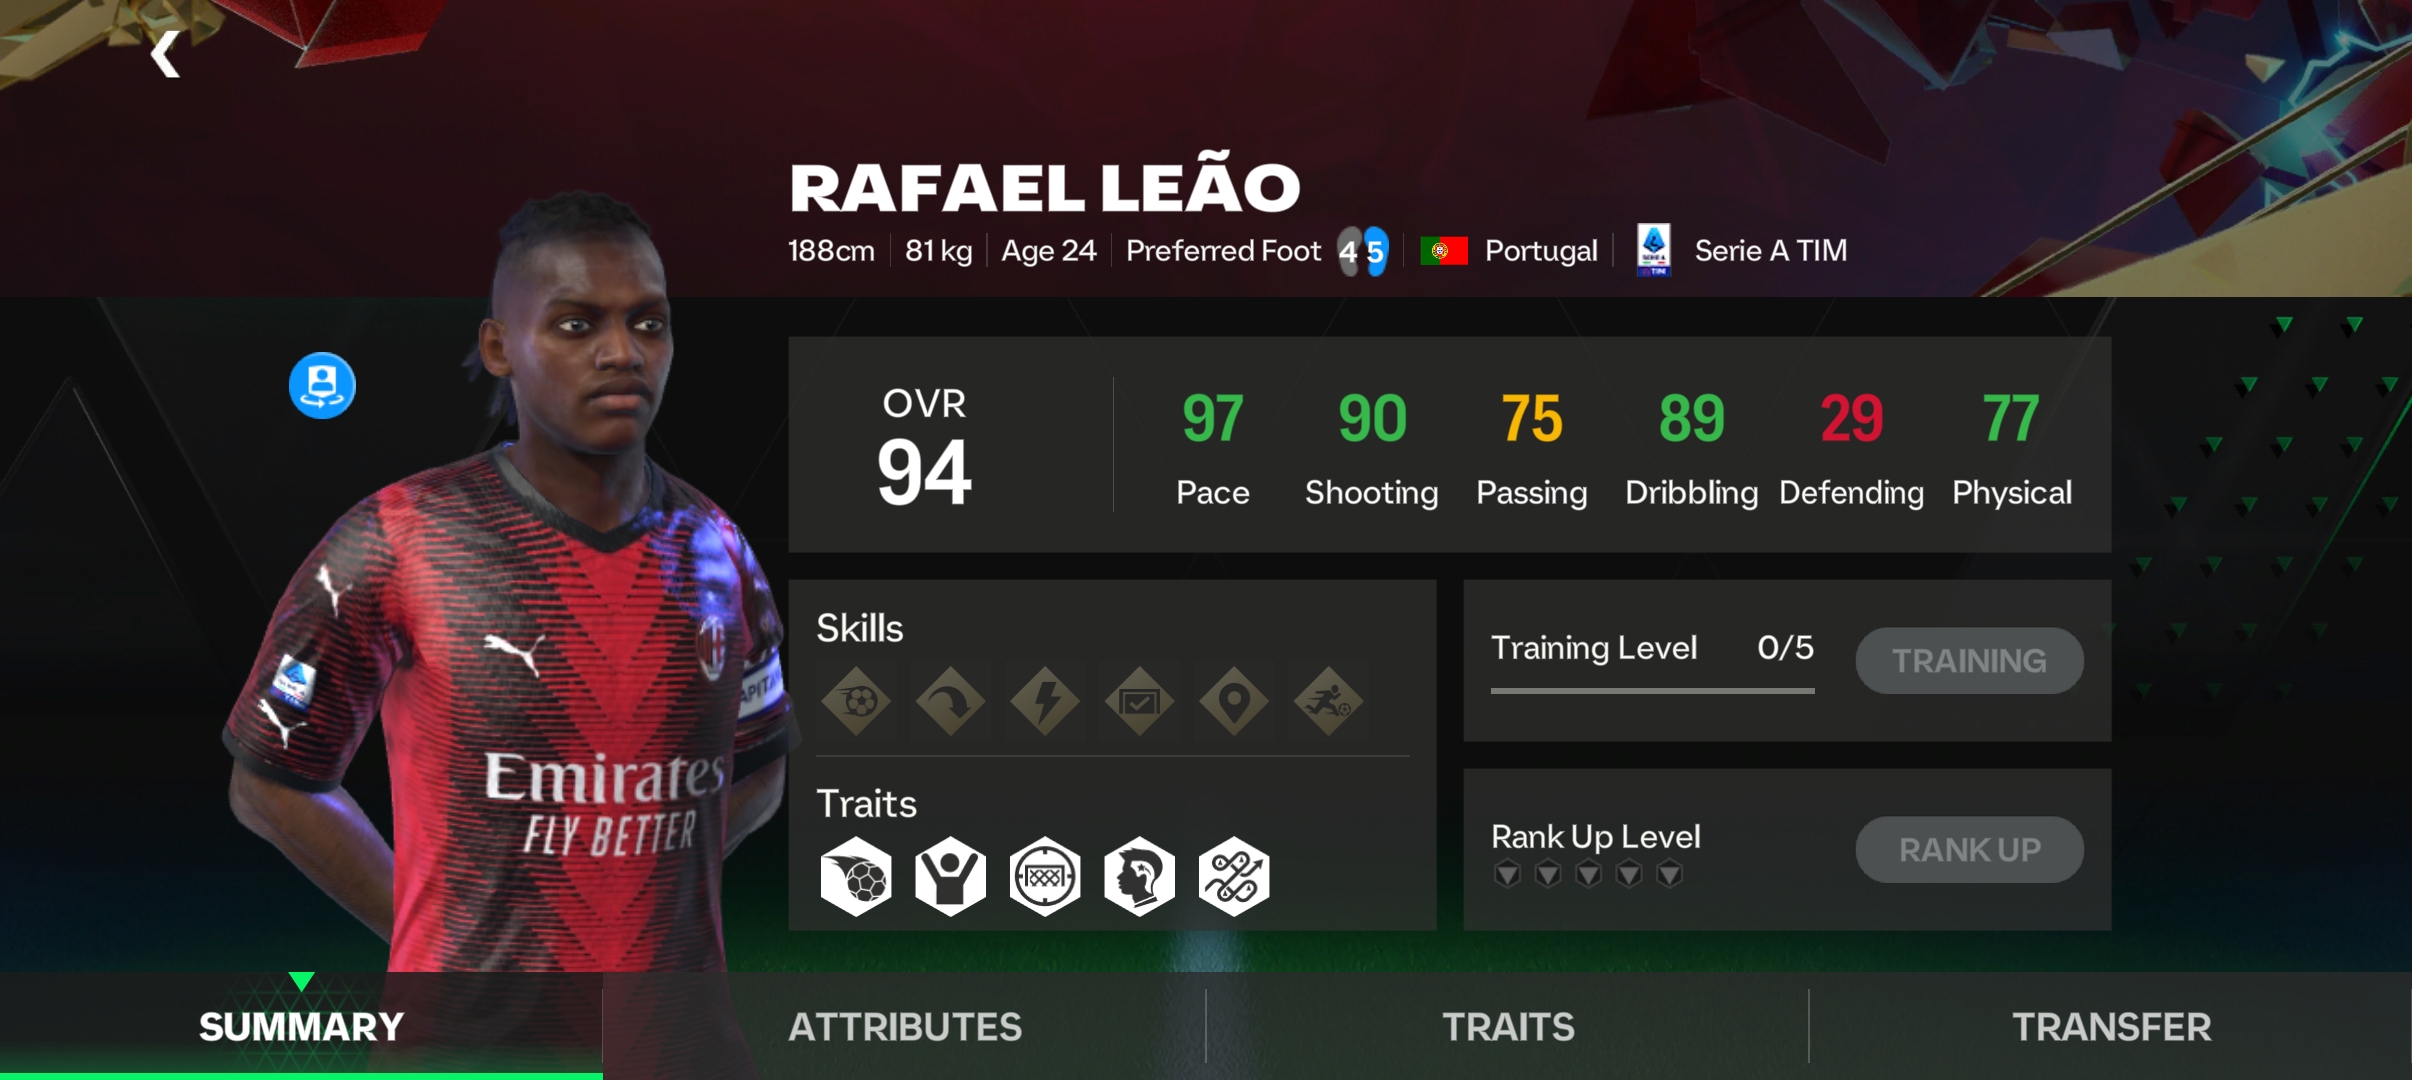 RAFAEL LEÃO
188cm 81 kg Age 24 Preferred Foot 4 5 Portugal Serie A TIM
OVR
94
97 90 75 89 29 77
Pace Shooting Passing Dribbling Defending Physical
Skills
Training Level 0/5 TRAINING
Traits
Rank Up Level RANK UP
Emirates
FLY BETTER
SUMMARY ATTRIBUTES TRAITS TRANSFER